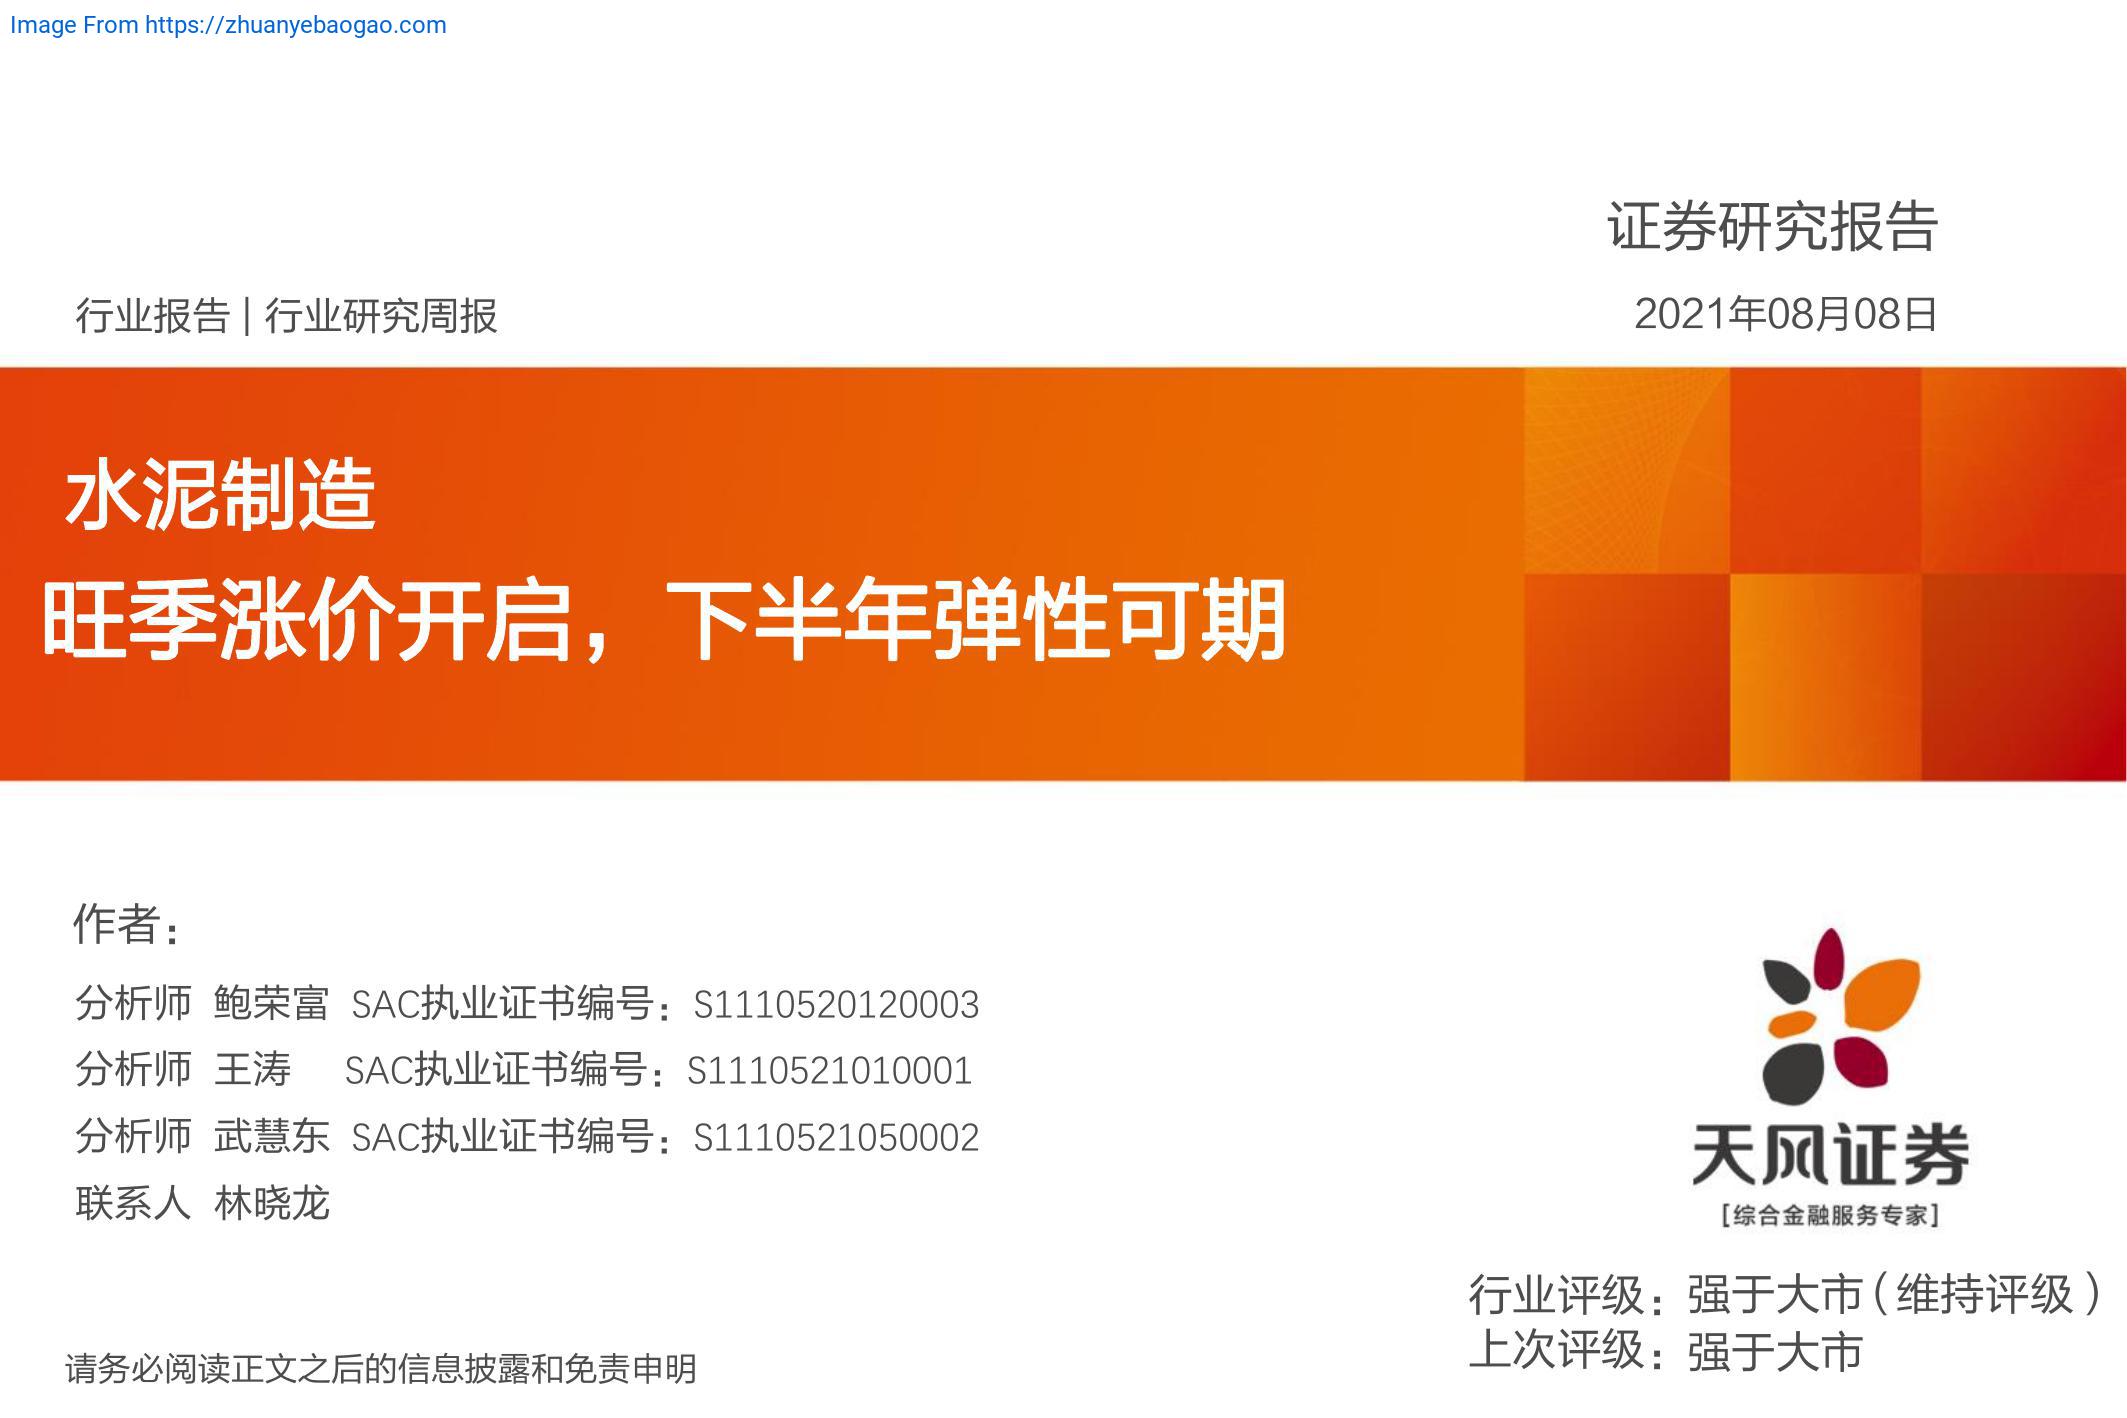 Image From https://zhuanyebaogao.com
证券研究报告
行业报告 | 行业研究周报
2021年08月08日
水泥制造
旺季涨价开启，下半年弹性可期
作者：
分析师 鲍荣富 SAC执业证书编号：S1110520120003
分析师 王涛 SAC执业证书编号：S1110521010001
分析师 武慧东 SAC执业证书编号：S1110521050002
联系人 林晓龙
天风证券
[综合金融服务专家]
行业评级：强于大市（维持评级）
上次评级：强于大市
请务必阅读正文之后的信息披露和免责申明